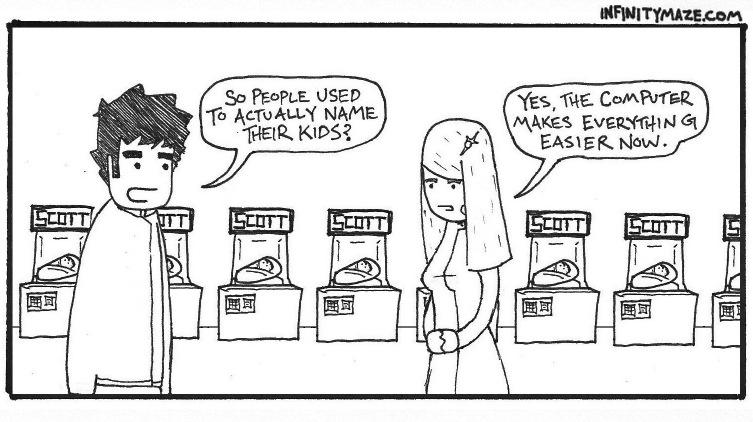 INFINITYMAZE.COM
SO PEOPLE USED
TO ACTUALLY NAME
THEIR KIDS?
YES, THE COMPUTER
MAKES EVERYTHING
EASIER NOW.
SCOTT
TT
SCOTT
SCOTT
SCOTT
SCOTT
S